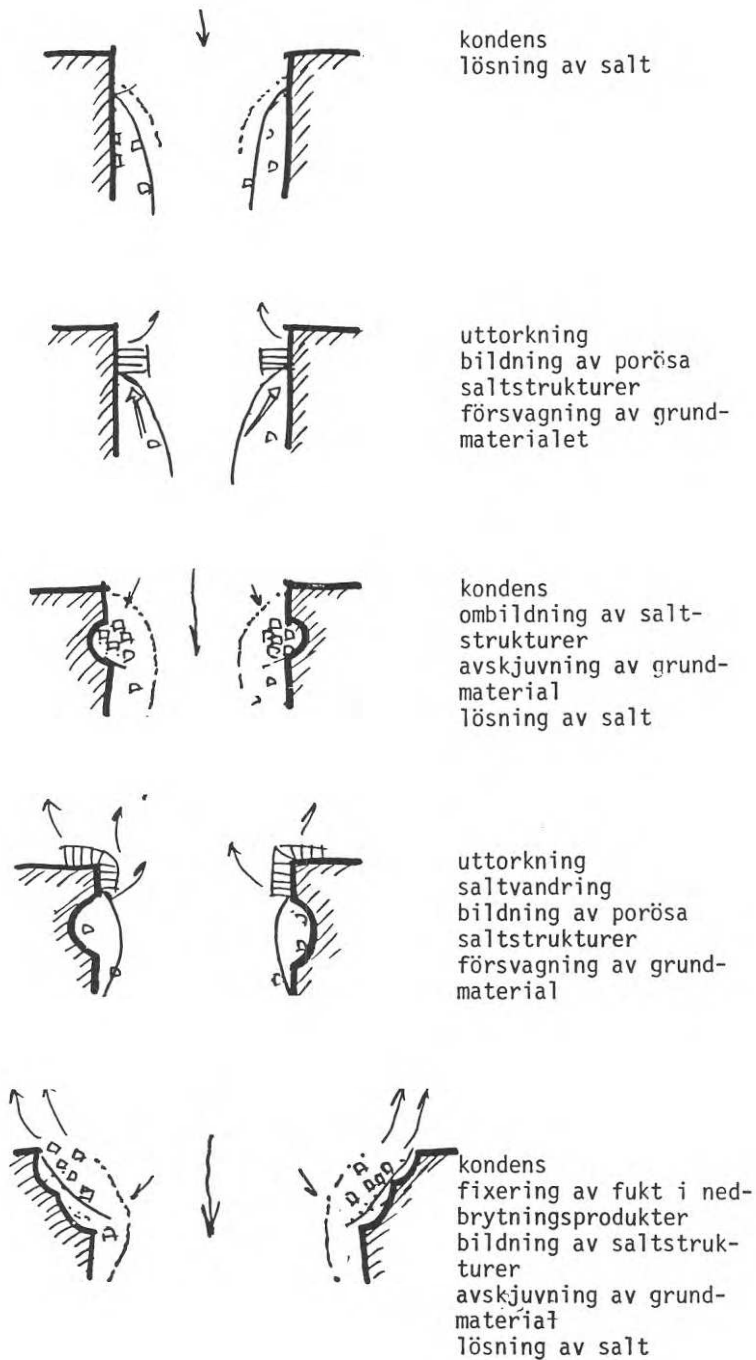 kondens
lösning av salt
uttorkning
bildning av porösa
saltstrukturer
försvagning av grund-
materialet
kondens
ombildning av salt-
strukturer
avskjuvning av grund-
material
lösning av salt
uttorkning
saltvandring
bildning av porösa
saltstrukturer
försvagning av grund-
material
kondens
fixering av fukt i ned-
brytningsprodukter
bildning av saltstruk-
turer
avskjuvning av grund-
material
lösning av salt